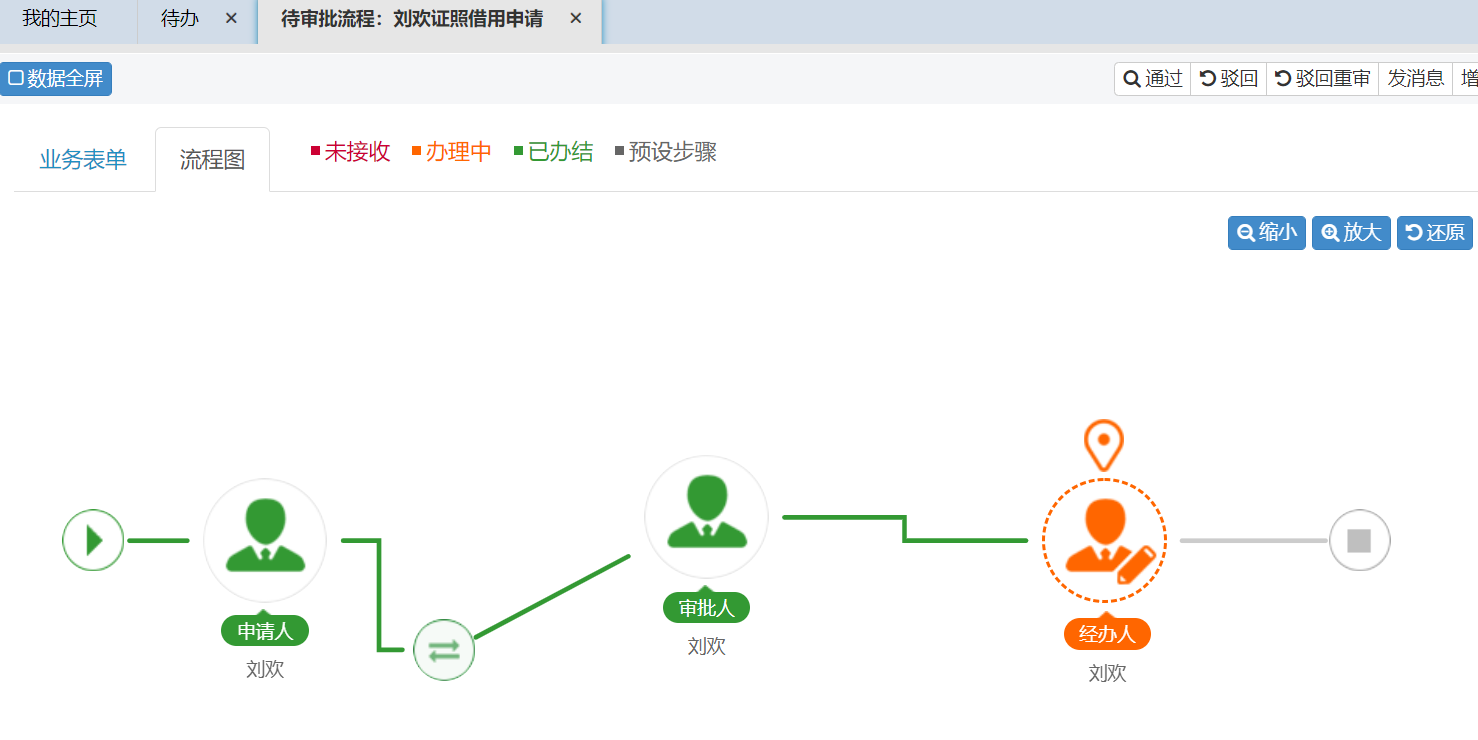 我的主页 待办 × 待审批流程：刘欢证照借用申请 ×
数据全屏 通过 驳回 驳回重审 发消息 增
业务表单 流程图 未接收 办理中 已办结 预设步骤
缩小 放大 还原
申请人
刘欢
审批人
刘欢
经办人
刘欢